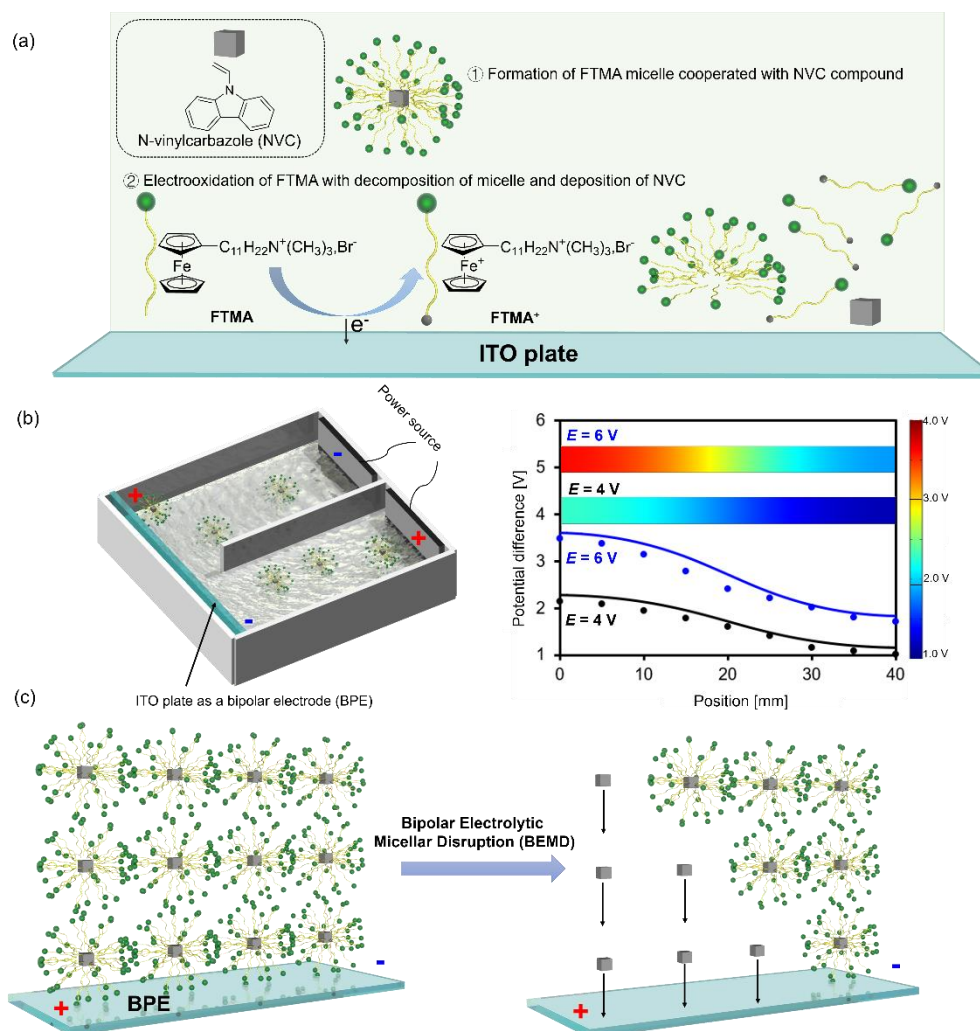 (a)
N-vinylcarbazole (NVC)
① Formation of FTMA micelle cooperated with NVC compound
② Electrooxidation of FTMA with decomposition of micelle and deposition of NVC
C₁₁H₂₂N⁺(CH₃)₃,Br⁻
Fe
FTMA
C₁₁H₂₂N⁺(CH₃)₃,Br⁻
Fe⁺
FTMA⁺
e⁻
ITO plate
(b)
Power source
-
+
+
-
ITO plate as a bipolar electrode (BPE)
Potential difference [V]
6
5
4
3
2
1
E = 6 V
E = 4 V
E = 6 V
E = 4 V
0
10
20
30
40
Position [mm]
4.0 V
3.0 V
2.0 V
1.0 V
(c)
Bipolar Electrolytic
Micellar Disruption (BEMD)
-
+
BPE
-
+